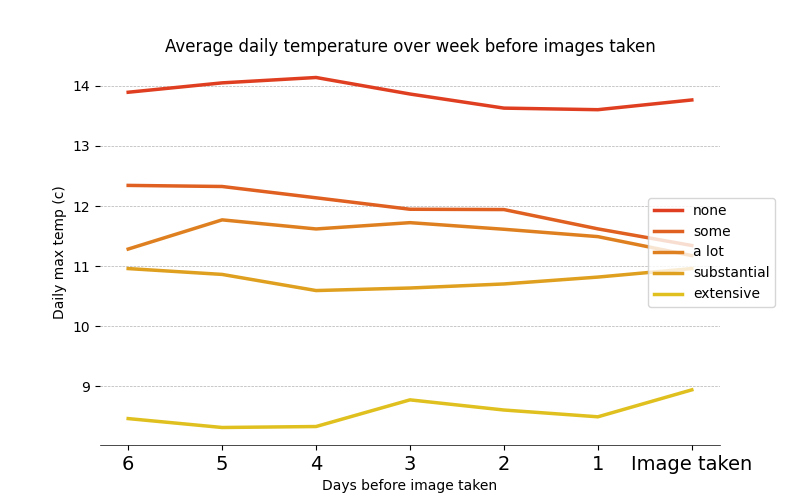 Average daily temperature over week before images taken
Daily max temp (c)
14
13
12
11
10
9
none
some
a lot
substantial
extensive
6 5 4 3 2 1 Image taken
Days before image taken